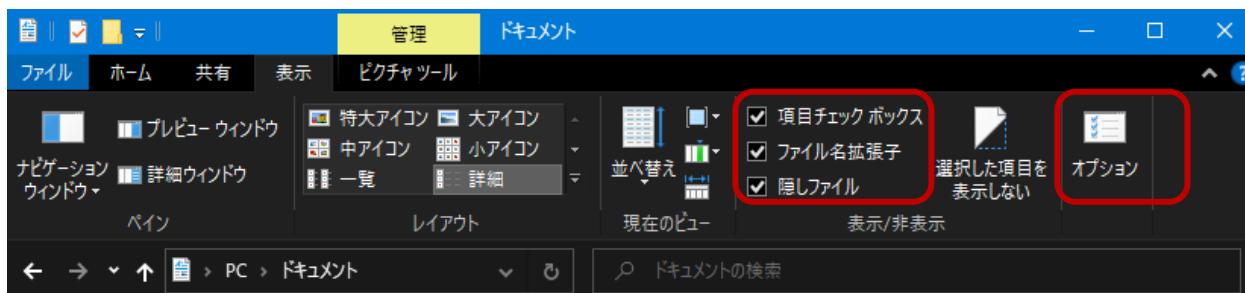 管理 ドキュメント
ファイル ホーム 共有 表示 ピクチャ ツール
ナビゲーション
ウィンドウ
プレビュー ウィンドウ
詳細ウィンドウ
ペイン
特大アイコン 大アイコン
中アイコン 小アイコン
一覧 詳細
レイアウト
並べ替え
現在のビュー
項目チェック ボックス
ファイル名拡張子
隠しファイル
選択した項目を
表示しない
表示/非表示
オプション
PC ドキュメント
ドキュメントの検索